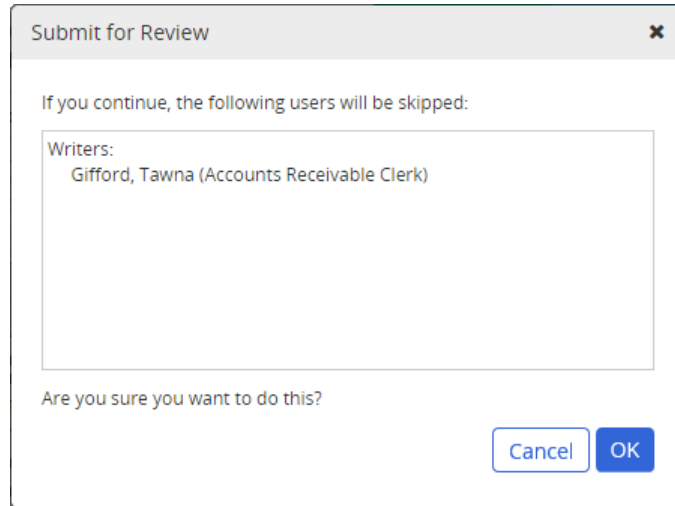 Submit for Review
If you continue, the following users will be skipped:
Writers:
Gifford, Tawna (Accounts Receivable Clerk)
Are you sure you want to do this?
Cancel OK